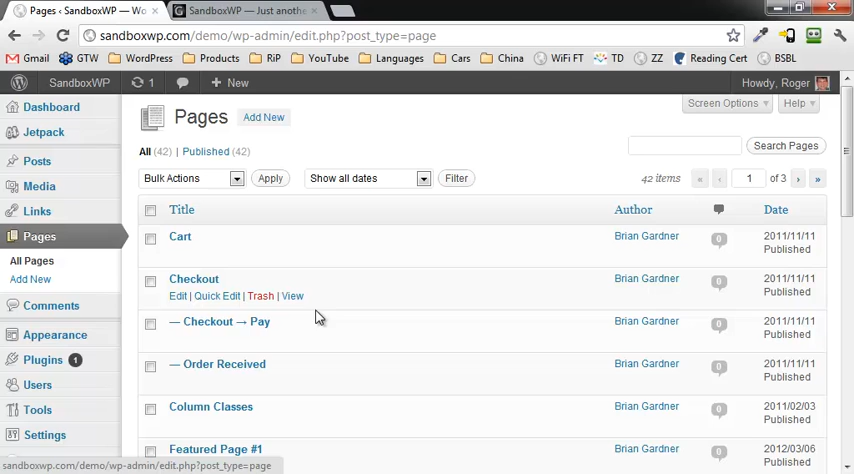 Pages ‹ SandboxWP — Wo
SandboxWP — Just anothe
sandboxwp.com/demo/wp-admin/edit.php?post_type=page
Gmail GTW WordPress Products RiP YouTube Languages Cars China WiFi FT TD ZZ Reading Cert BSBL
SandboxWP 1 + New Howdy, Roger
Dashboard
Jetpack
Posts
Media
Links
Pages
All Pages
Add New
Comments
Appearance
Plugins 1
Users
Tools
Settings
Screen Options Help
Pages Add New
All (42) | Published (42)
Search Pages
Bulk Actions Apply Show all dates Filter 42 items « ‹ 1 of 3 › »
Title Author Date
Cart Brian Gardner 0 2011/11/11
Published
Checkout Brian Gardner 0 2011/11/11
Edit | Quick Edit | Trash | View Published
— Checkout → Pay Brian Gardner 0 2011/11/11
Published
— Order Received Brian Gardner 0 2011/11/11
Published
Column Classes Brian Gardner 0 2011/02/03
Published
Featured Page #1 Brian Gardner 0 2012/03/06
Published
sandboxwp.com/demo/wp-admin/edit.php?post_type=page